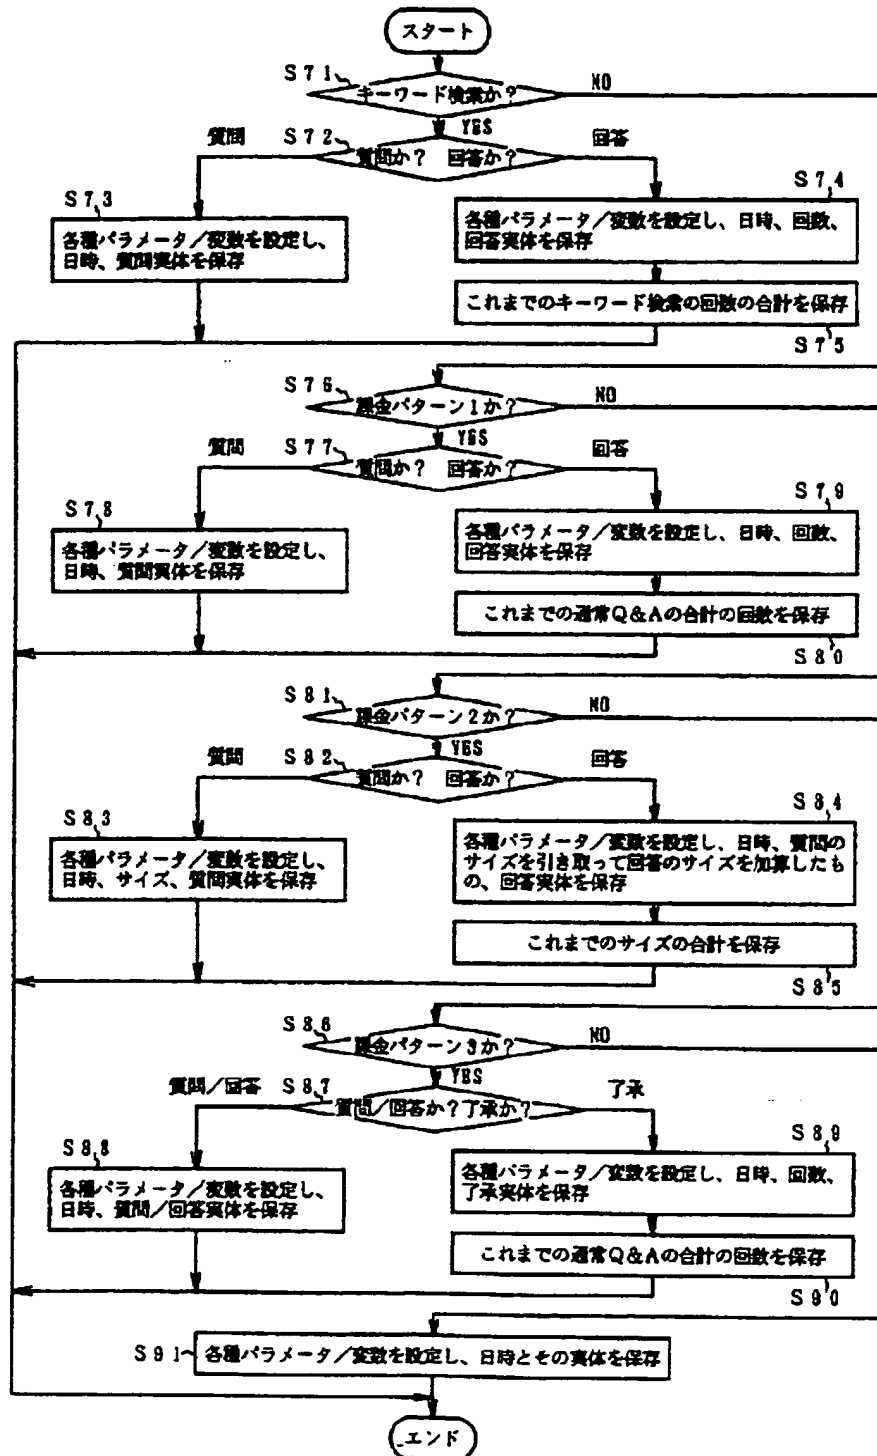 スタート
S71
キーワード検索か?
NO
YES
質問
S72
質問か? 回答か?
回答
S73
各種パラメータ/変数を設定し、
日時、質問実体を保存
S74
各種パラメータ/変数を設定し、日時、回数、
回答実体を保存
これまでのキーワード検索の回数の合計を保存
S75
S76
課金パターン1か?
NO
YES
質問
S77
質問か? 回答か?
回答
S78
各種パラメータ/変数を設定し、
日時、質問実体を保存
S79
各種パラメータ/変数を設定し、日時、回数、
回答実体を保存
これまでの通常Q&Aの合計の回数を保存
S80
S81
課金パターン2か?
NO
YES
質問
S82
質問か? 回答か?
回答
S83
各種パラメータ/変数を設定し、
日時、サイズ、質問実体を保存
S84
各種パラメータ/変数を設定し、日時、質問の
サイズを引き取って回答のサイズを加算したも
の、回答実体を保存
これまでのサイズの合計を保存
S85
S86
課金パターン3か?
NO
YES
質問/回答
S87
質問/回答か?了承か?
了承
S88
各種パラメータ/変数を設定し、
日時、質問/回答実体を保存
S89
各種パラメータ/変数を設定し、日時、回数、
了承実体を保存
これまでの通常Q&Aの合計の回数を保存
S90
S91
各種パラメータ/変数を設定し、日時とその実体を保存
エンド